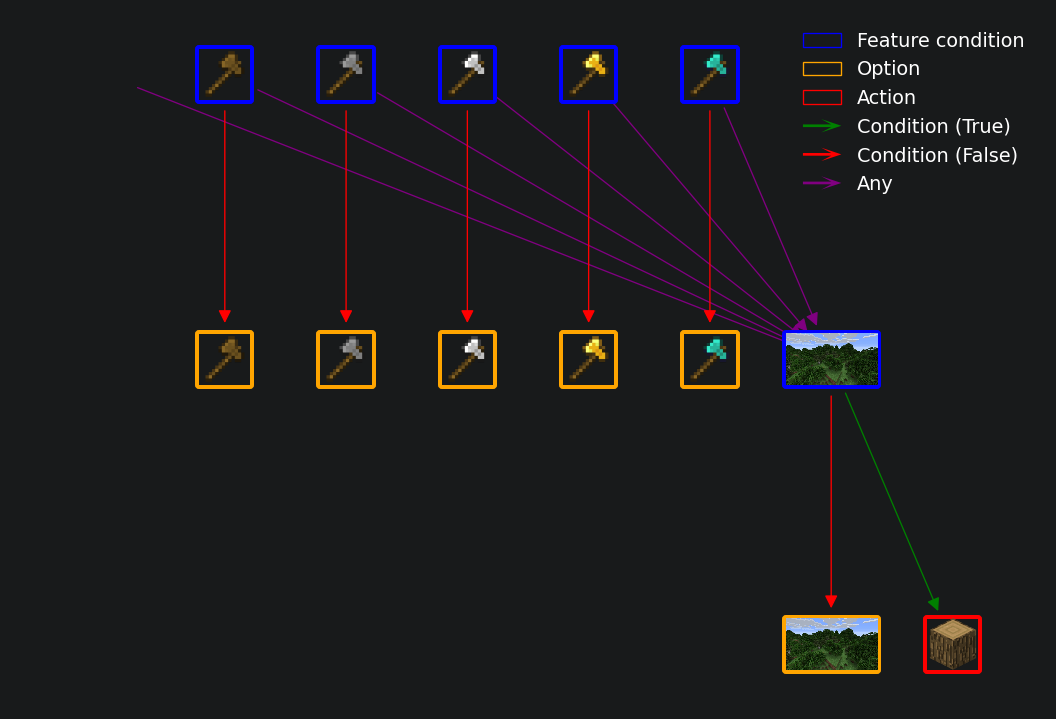 Feature condition
Option
Action
Condition (True)
Condition (False)
Any